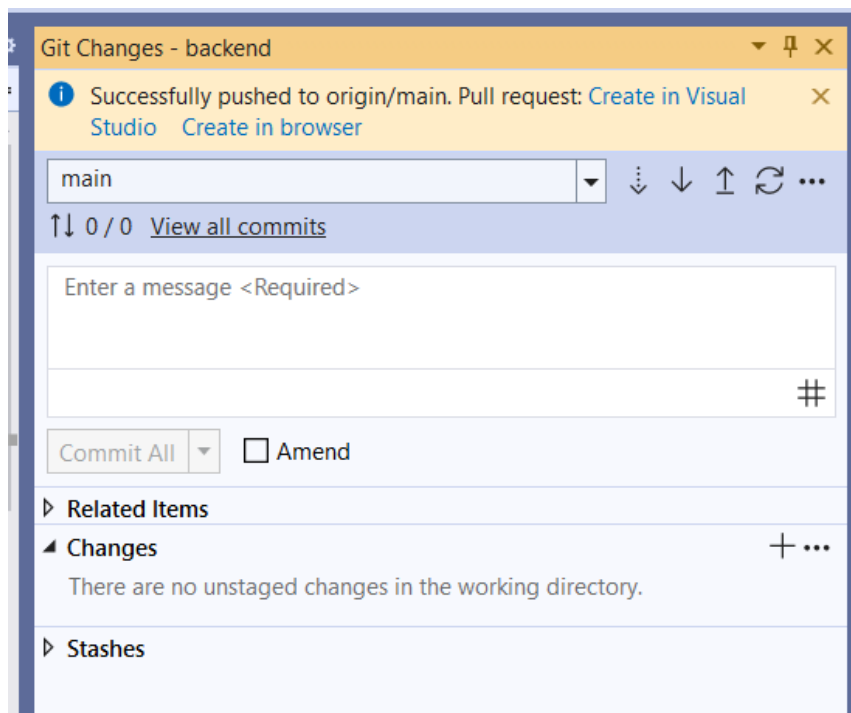 Git Changes - backend
Successfully pushed to origin/main. Pull request: Create in Visual
Studio Create in browser
main
0 / 0 View all commits
Enter a message <Required>
Commit All Amend
Related Items
Changes
There are no unstaged changes in the working directory.
Stashes